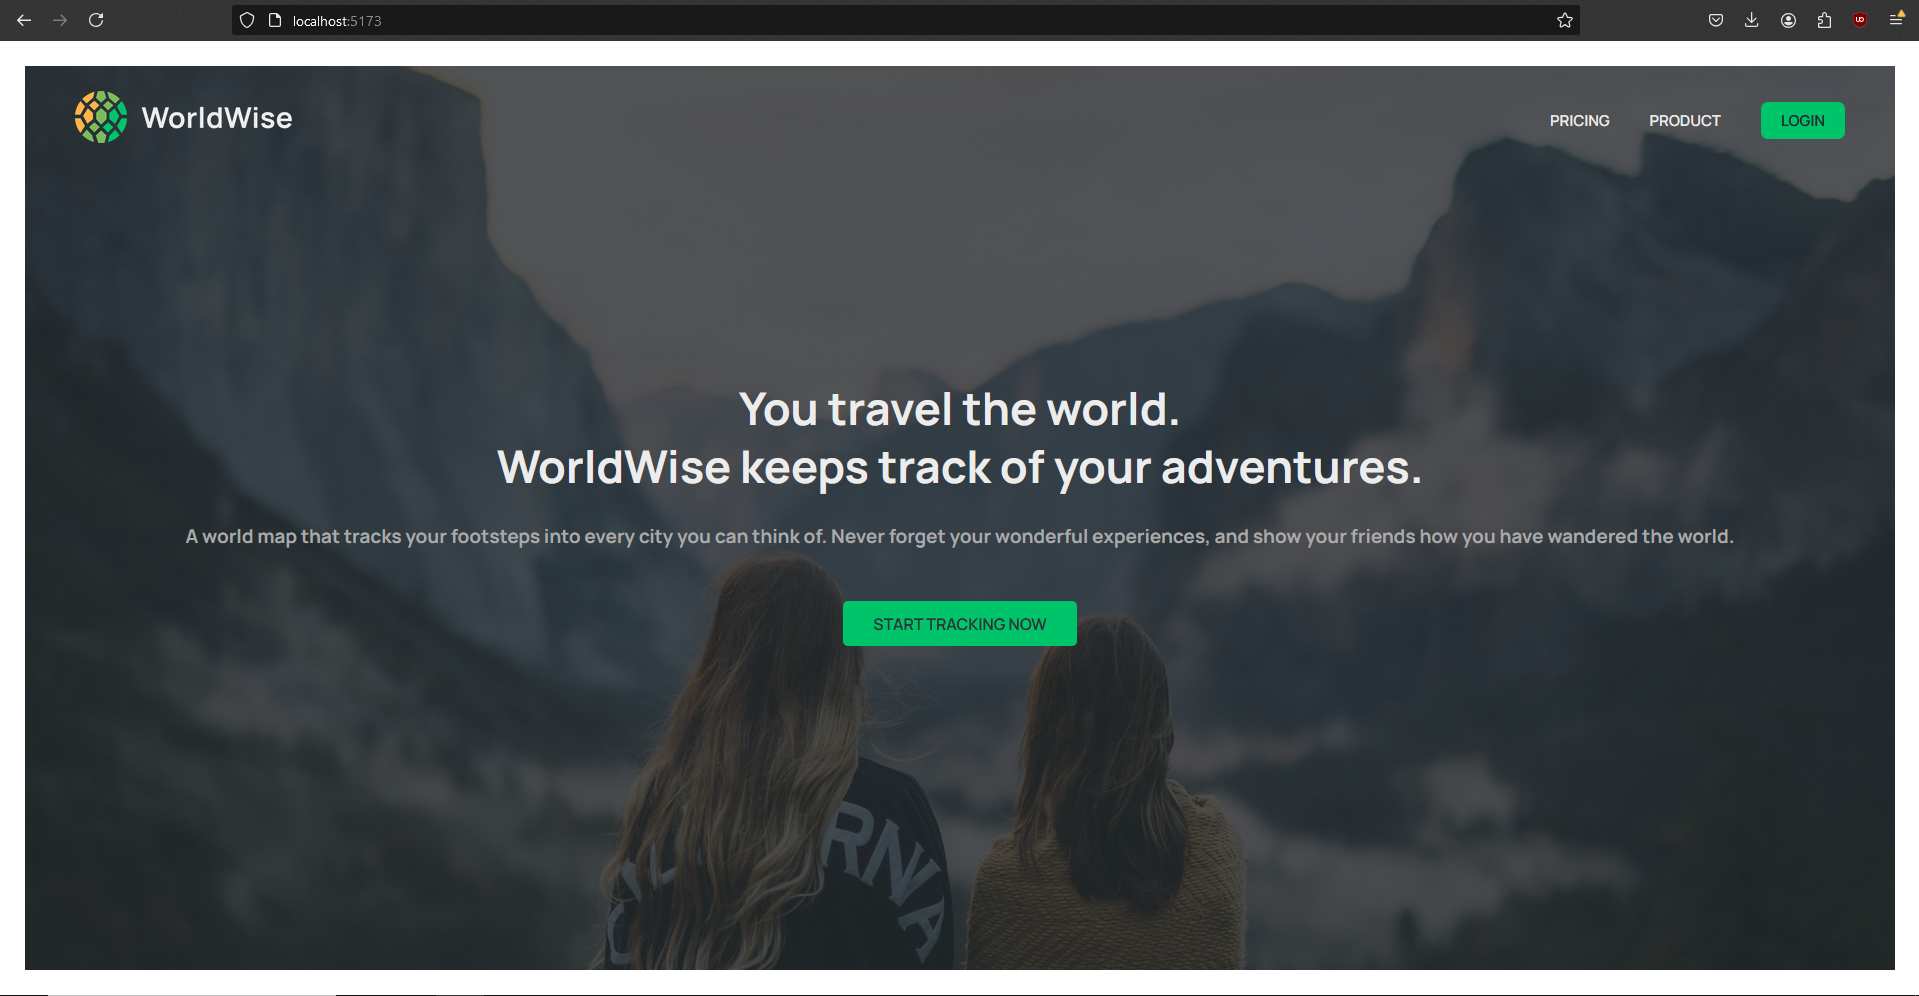 localhost:5173
WorldWise
PRICING
PRODUCT
LOGIN
You travel the world.
WorldWise keeps track of your adventures.
A world map that tracks your footsteps into every city you can think of. Never forget your wonderful experiences, and show your friends how you have wandered the world.
START TRACKING NOW
RNA